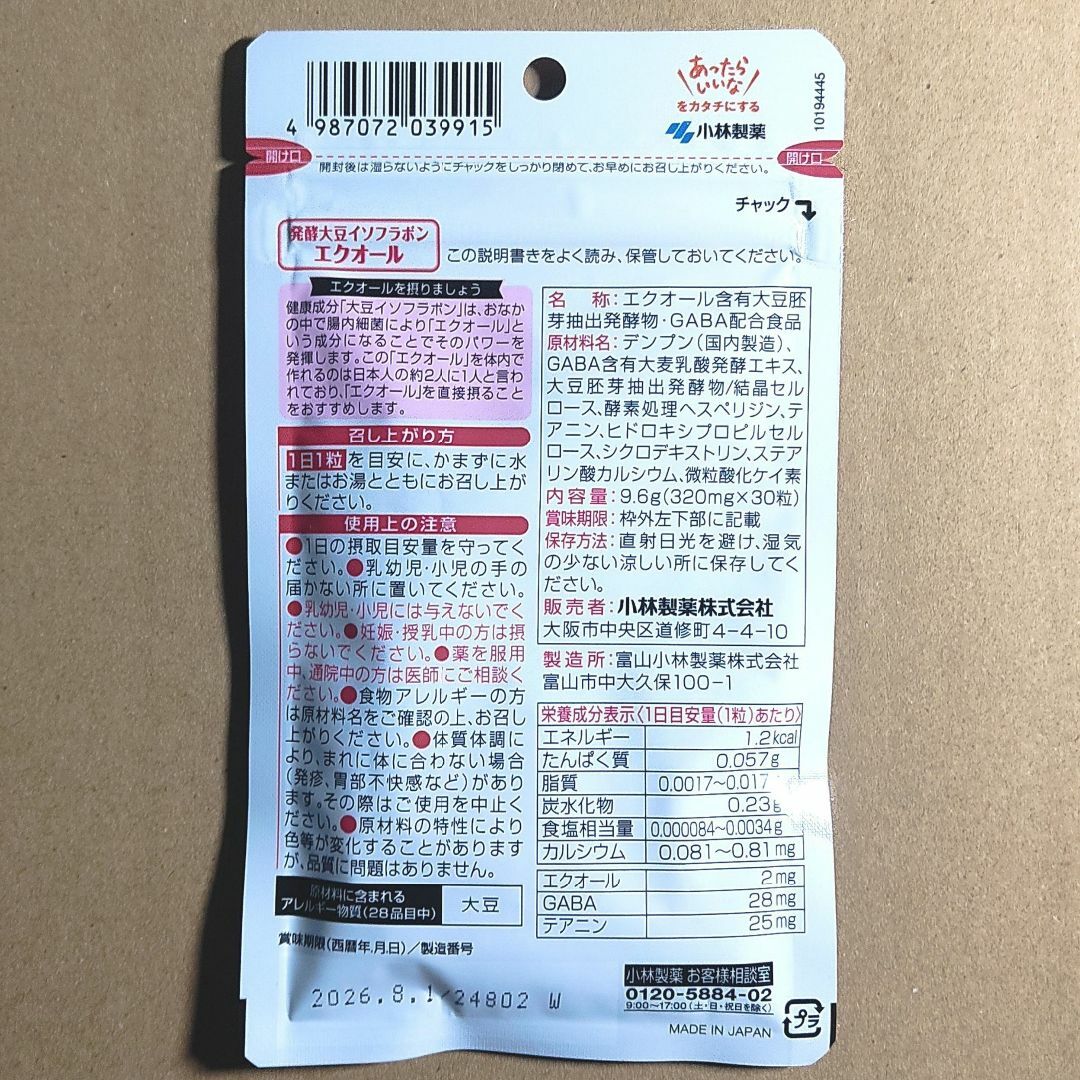 4 987072 039915
あったら
いいな
をカタチにする
小林製薬
10194445
開け口
開け口
開封後は湿らないようにチャックをしっかり閉めて、お早めにお召し上がりください。
チャック
発酵大豆イソフラボン
エクオール
この説明書きをよく読み、保管しておいてください。
エクオールを摂りましょう
健康成分「大豆イソフラボン」は、おなか
の中で腸内細菌により「エクオール」と
いう成分になることでそのパワーを
発揮します。この「エクオール」を体内で
作れるのは日本人の約2人に1人と言わ
れており、「エクオール」を直接摂ること
をおすすめします。
召し上がり方
1日1粒を目安に、かまずに水
またはお湯とともにお召し上が
りください。
使用上の注意
●1日の摂取目安量を守ってく
ださい。●乳幼児・小児の手の
届かない所に置いてください。
●乳幼児・小児には与えないでく
ださい。●妊娠・授乳中の方は摂
らないでください。●薬を服用
中、通院中の方は医師にご相談く
ださい。●食物アレルギーの方
は原材料名をご確認の上、お召し
上がりください。●体質体調に
より、まれに体に合わない場合
(発疹、胃部不快感など)があり
ます。その際はご使用を中止く
ださい。●原材料の特性により
色等が変化することがあります
が、品質に問題はありません。
原材料に含まれる
アレルギー物質(28品目中)
大豆
賞味期限(西暦年.月.日)/製造番号
2026.8.1/24802 W
名 称:エクオール含有大豆胚
芽抽出発酵物・GABA配合食品
原材料名:デンプン(国内製造)、
GABA含有大麦乳酸発酵エキス、
大豆胚芽抽出発酵物/結晶セル
ロース、酵素処理ヘスペリジン、テ
アニン、ヒドロキシプロピルセル
ロース、シクロデキストリン、ステア
リン酸カルシウム、微粒酸化ケイ素
内容量:9.6g(320mg×30粒)
賞味期限:枠外左下部に記載
保存方法:直射日光を避け、湿気
の少ない涼しい所に保存してく
ださい。
販売者:小林製薬株式会社
大阪市中央区道修町4-4-10
製造所:富山小林製薬株式会社
富山市中大久保100-1
栄養成分表示〈1日目安量(1粒)あたり〉
エネルギー 1.2kcal
たんぱく質 0.057g
脂質 0.0017~0.017
炭水化物 0.23g
食塩相当量 0.000084~0.0034g
カルシウム 0.081~0.81mg
エクオール 2mg
GABA 28mg
テアニン 25mg
小林製薬 お客様相談室
0120-5884-02
9:00~17:00(土・日・祝日を除く)
MADE IN JAPAN
プラ